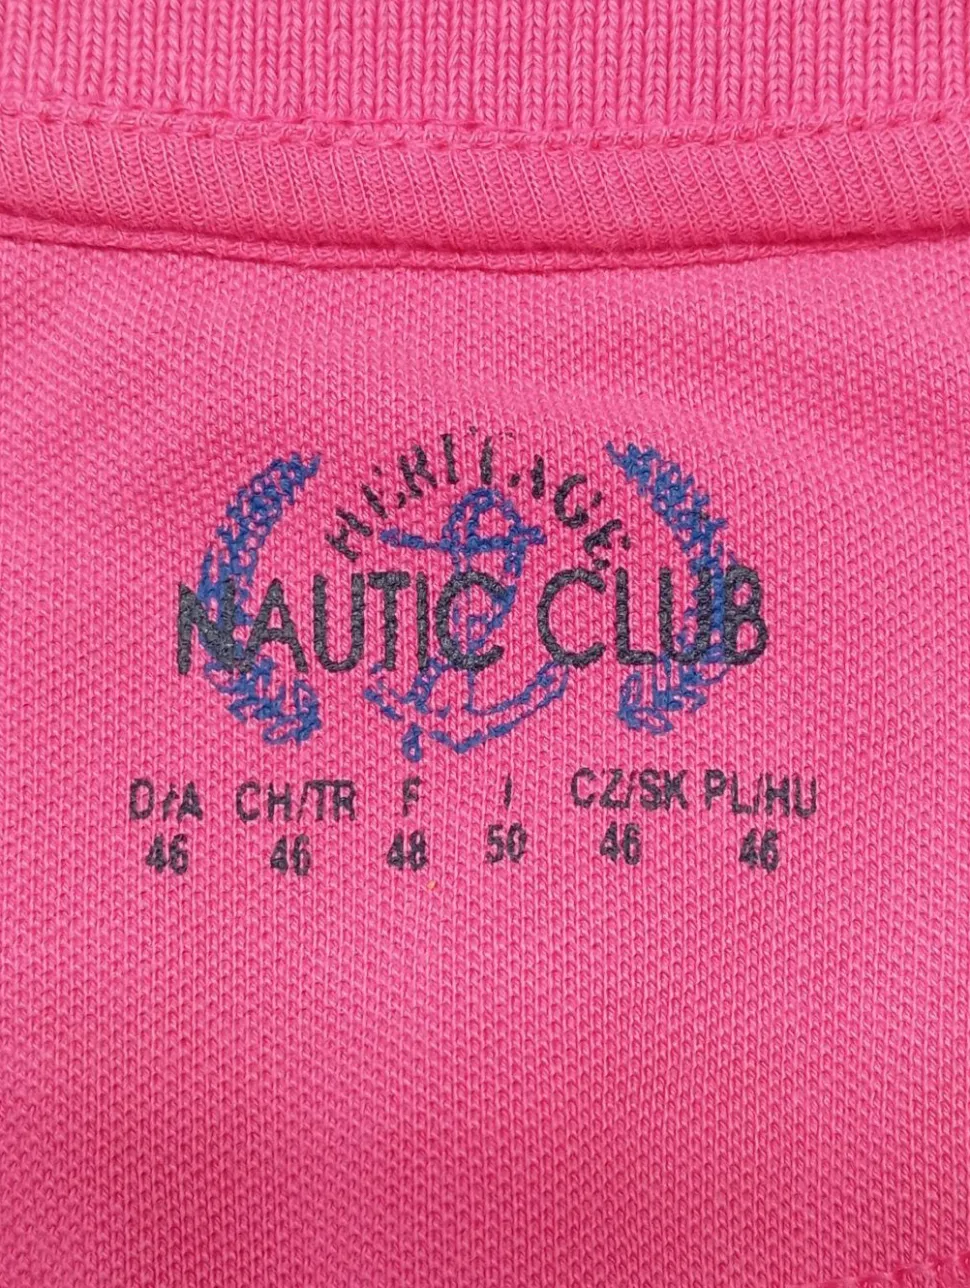 HERITAGE
NAUTIC CLUB
D/A CH/TR F I CZ/SK PL/HU
46 46 48 50 46 46